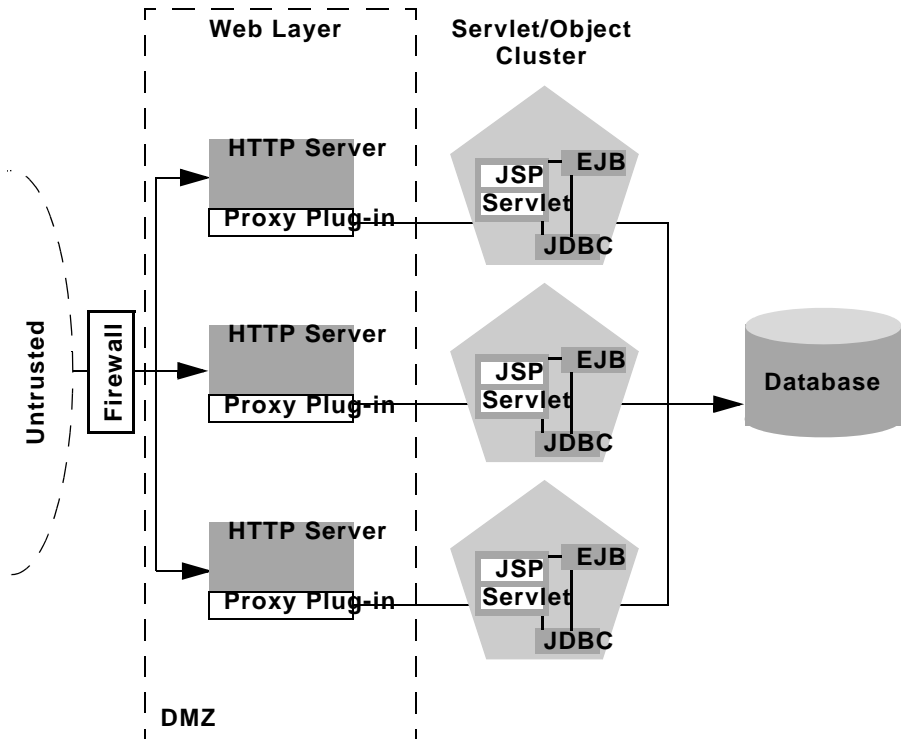 Web Layer
Servlet/Object
Cluster
HTTP Server
Proxy Plug-in
JSP
Servlet
EJB
JDBC
Untrusted
Firewall
HTTP Server
Proxy Plug-in
JSP
Servlet
EJB
JDBC
Database
HTTP Server
Proxy Plug-in
JSP
Servlet
EJB
JDBC
DMZ